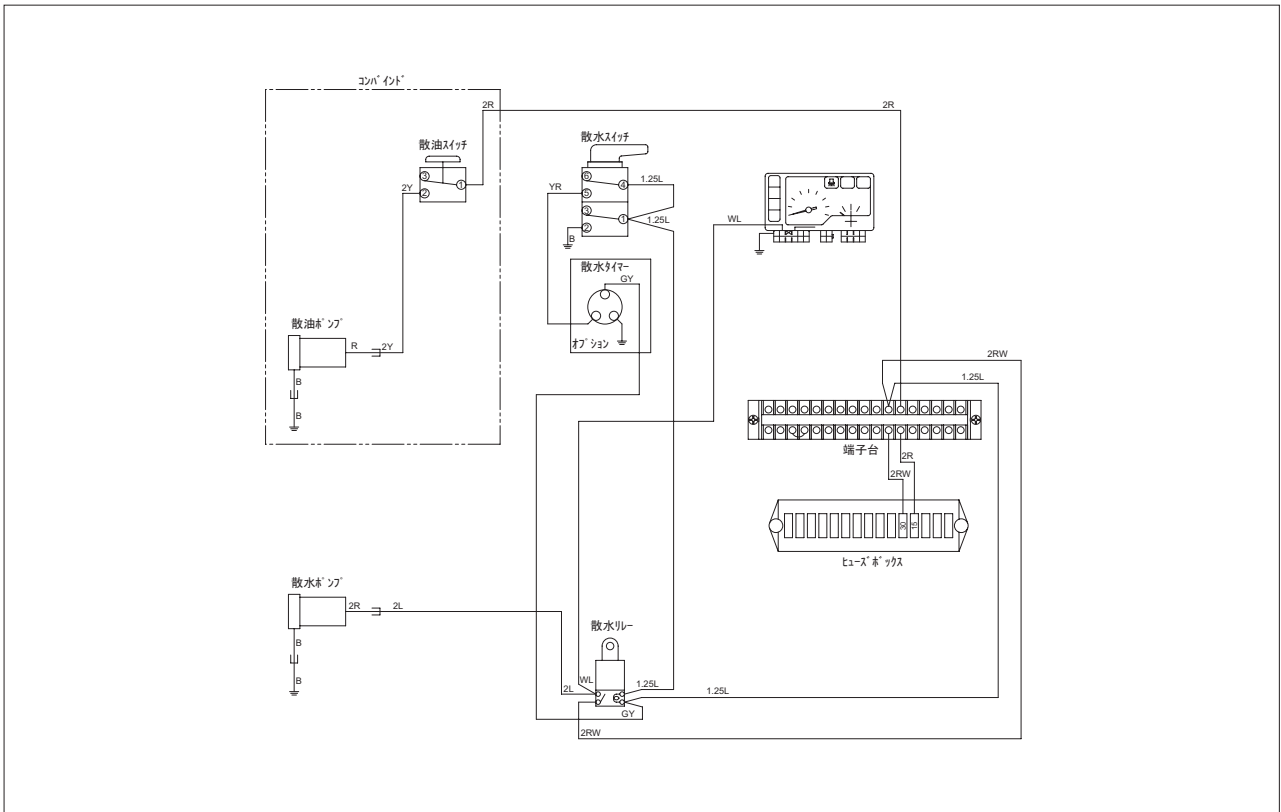 コンバインド
2R
2R
散油スイッチ
3
1
2Y
2
散水スイッチ
6
4
1.25L
YR
5
3
1
1.25L
2
B
WL
散水タイマー
GY
オプション
散油ポンプ
R
2Y
B
B
2RW
1.25L
端子台
2R
2RW
30
15
ヒューズボックス
散水ポンプ
2R
2L
B
B
散水リレー
WL
2L
1.25L
1.25L
GY
2RW